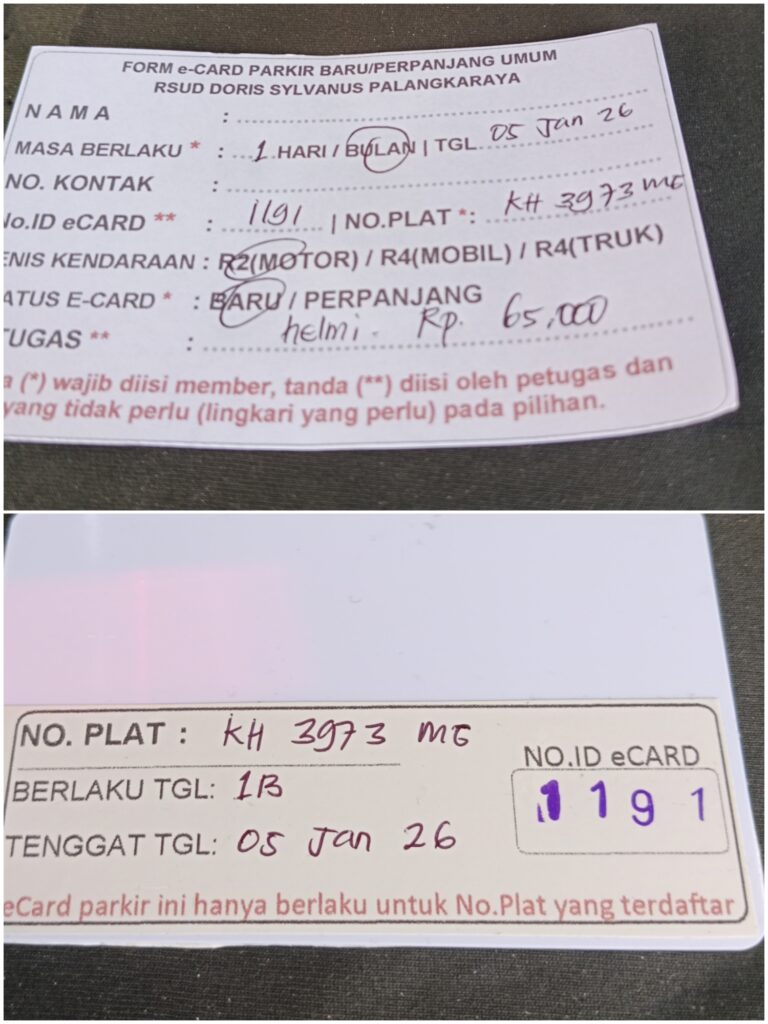 FORM e-CARD PARKIR BARU/PERPANJANG UMUM
RSUD DORIS SYLVANUS PALANGKARAYA
NAMA :
MASA BERLAKU * : 1 HARI / BULAN | TGL. 05 Jan 26
NO. KONTAK :
No.ID eCARD ** : 1191 | NO.PLAT *: KH 3973 ME
ENIS KENDARAAN : R2(MOTOR) / R4(MOBIL) / R4(TRUK)
ATUS E-CARD * : BARU / PERPANJANG
TUGAS ** : helmi. Rp. 65,000
a (*) wajib diisi member, tanda (**) diisi oleh petugas dan
yang tidak perlu (lingkari yang perlu) pada pilihan.
NO. PLAT : KH 3973 ME
BERLAKU TGL: 1B
TENGGAT TGL: 05 Jan 26
NO.ID eCARD
1191
eCard parkir ini hanya berlaku untuk No.Plat yang terdaftar